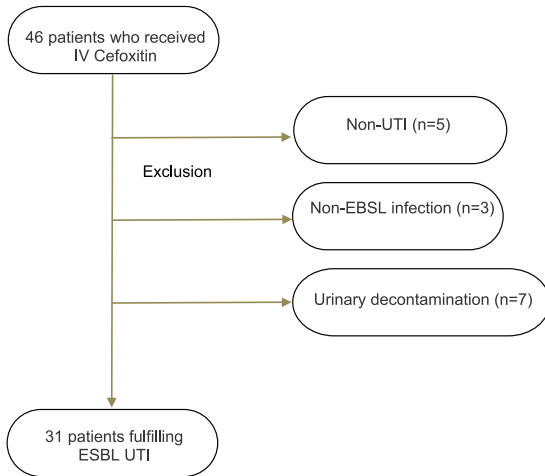 46 patients who received
IV Cefoxitin
Non-UTI (n=5)
Exclusion
Non-EBSL infection (n=3)
Urinary decontamination (n=7)
31 patients fulfilling
ESBL UTI